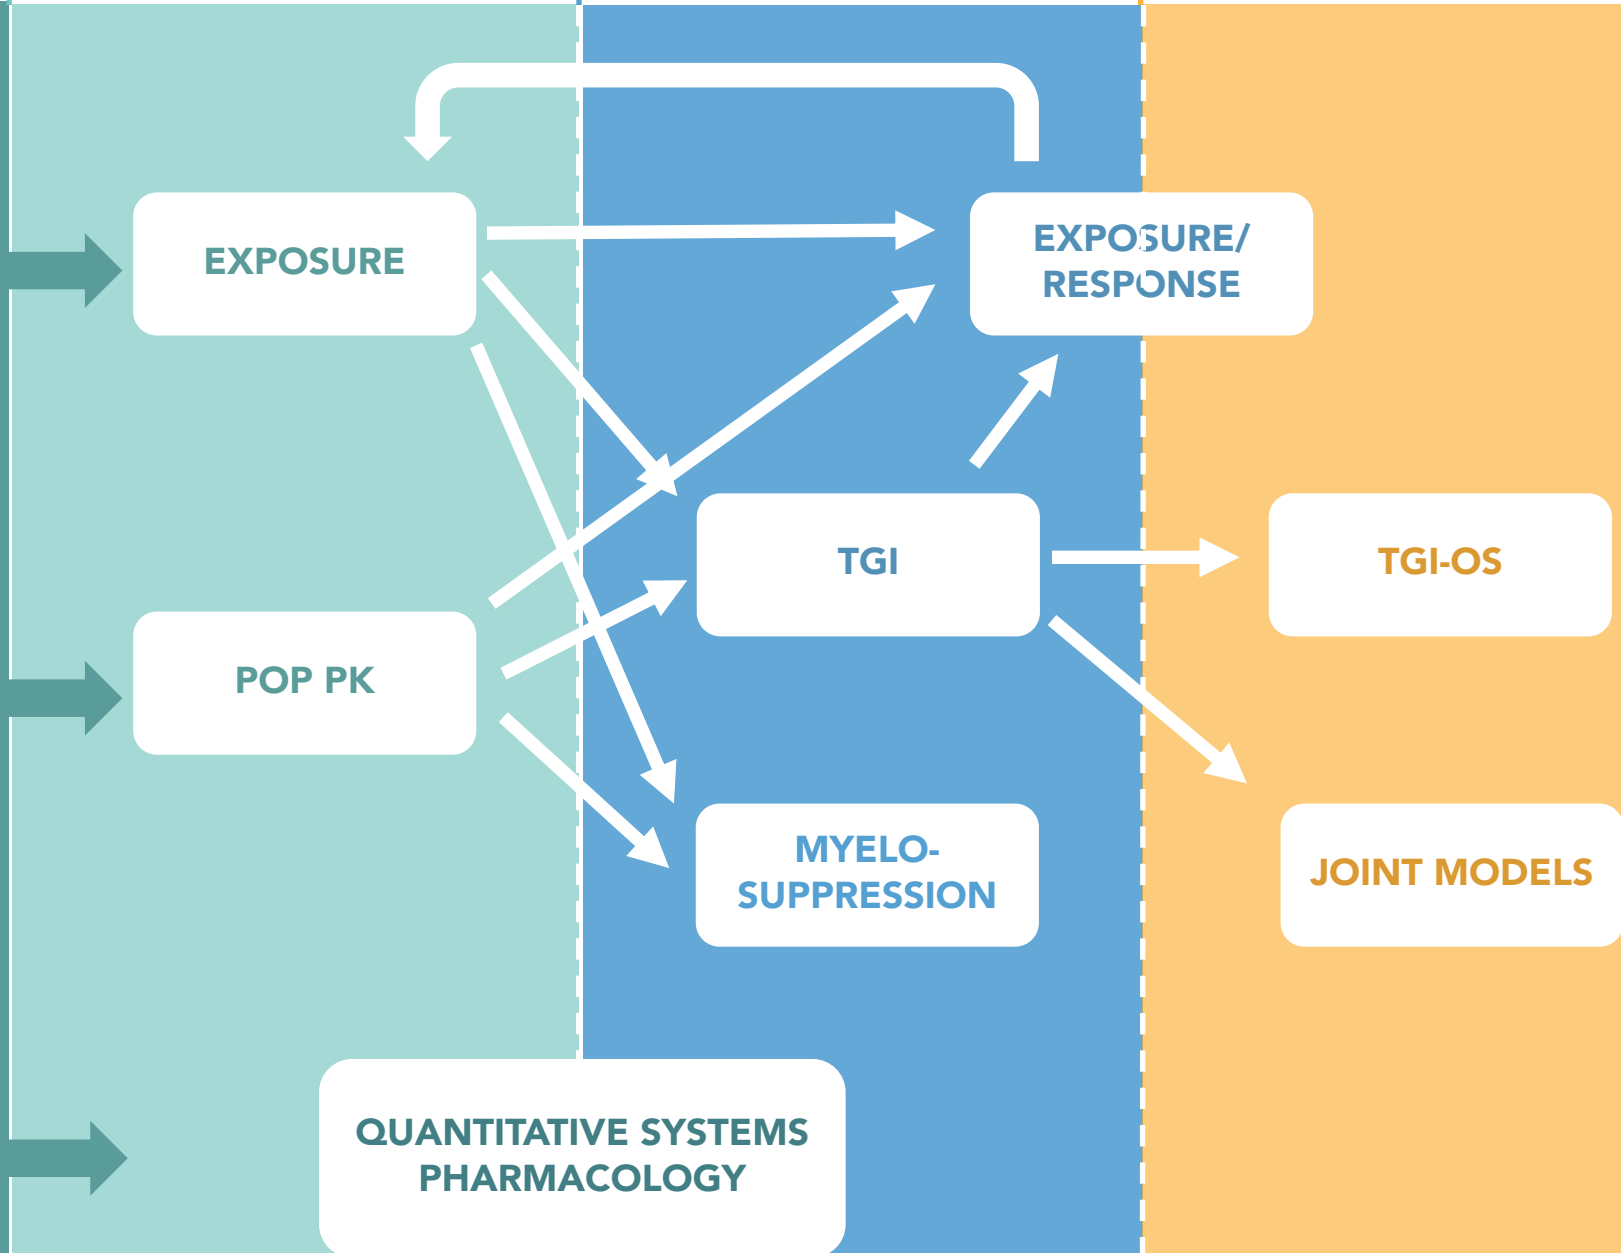 EXPOSURE
EXPOSURE/
RESPONSE
TGI
TGI-OS
POP PK
MYELO-
SUPPRESSION
JOINT MODELS
QUANTITATIVE SYSTEMS
PHARMACOLOGY